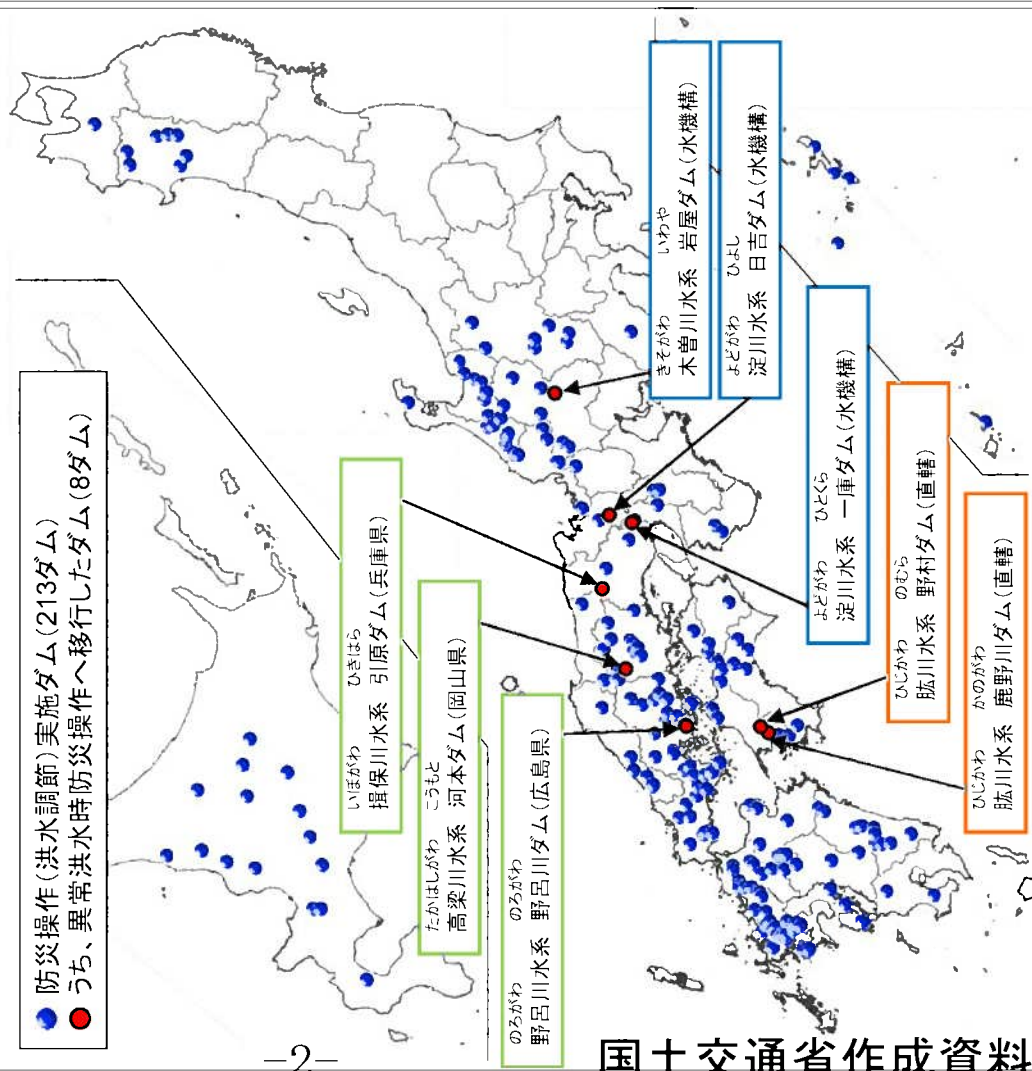 防災操作(洪水調節)実施ダム(213ダム)
うち、異常洪水時防災操作へ移行したダム(8ダム)
いぼがわ ひきはら
揖保川水系 引原ダム(兵庫県)
たかはしがわ こうもと
高梁川水系 河本ダム(岡山県)
のろがわ のろがわ
野呂川水系 野呂川ダム(広島県)
きそがわ いわや
木曽川水系 岩屋ダム(水機構)
よどがわ ひよし
淀川水系 日吉ダム(水機構)
よどがわ ひとくら
淀川水系 一庫ダム(水機構)
ひじかわ のむら
肱川水系 野村ダム(直轄)
ひじかわ かのがわ
肱川水系 鹿野川ダム(直轄)
−2−
国土交通省作成資料